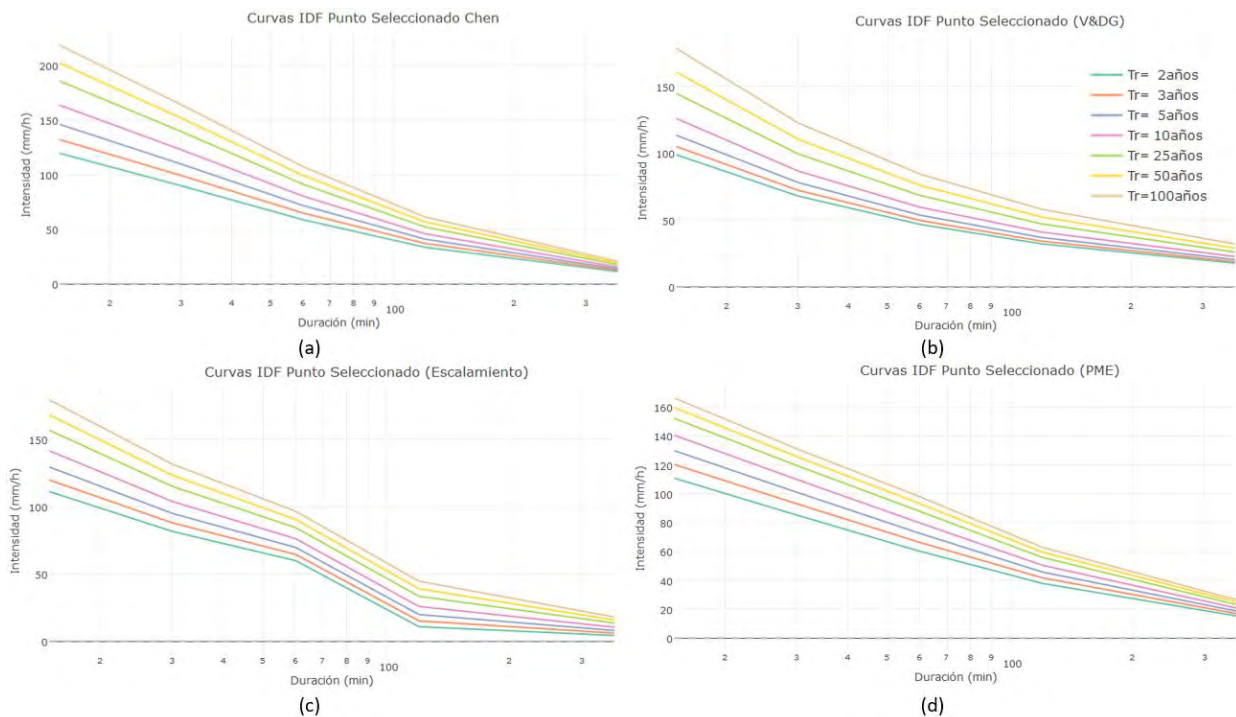 Curvas IDF Punto Seleccionado Chen
Intensidad (mm/h)
200
150
100
50
0
2 3 4 5 6 7 8 9 100 2 3
Duración (min)
(a)
Curvas IDF Punto Seleccionado (V&DG)
Intensidad (mm/h)
150
100
50
0
Tr= 2años
Tr= 3años
Tr= 5años
Tr= 10años
Tr= 25años
Tr= 50años
Tr=100años
2 3 4 5 6 7 8 9 100 2 3
Duración (min)
(b)
Curvas IDF Punto Seleccionado (Escalamiento)
Intensidad (mm/h)
150
100
50
0
2 3 4 5 6 7 8 9 100 2 3
Duración (min)
(c)
Curvas IDF Punto Seleccionado (PME)
Intensidad (mm/h)
160
140
120
100
80
60
40
20
0
2 3 4 5 6 7 8 9 100 2 3
Duración (min)
(d)